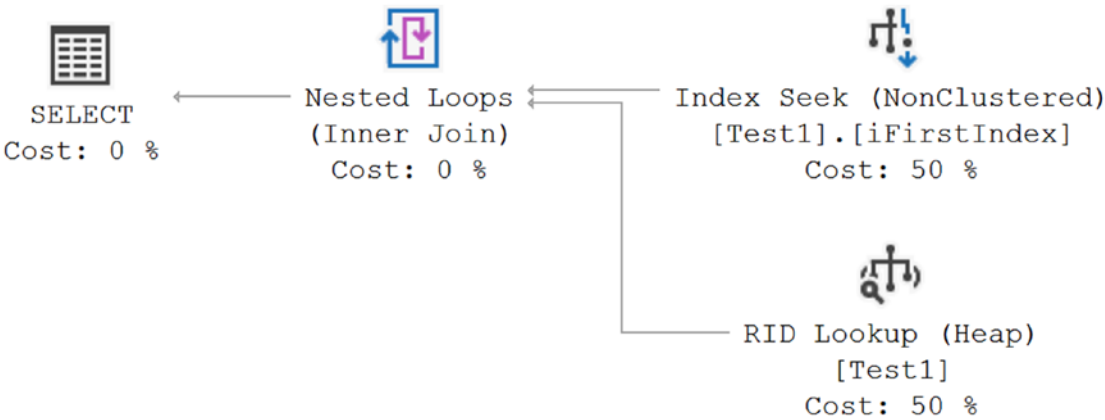 SELECT
Cost: 0 %
Nested Loops
(Inner Join)
Cost: 0 %
Index Seek (NonClustered)
[Test1].[iFirstIndex]
Cost: 50 %
RID Lookup (Heap)
[Test1]
Cost: 50 %